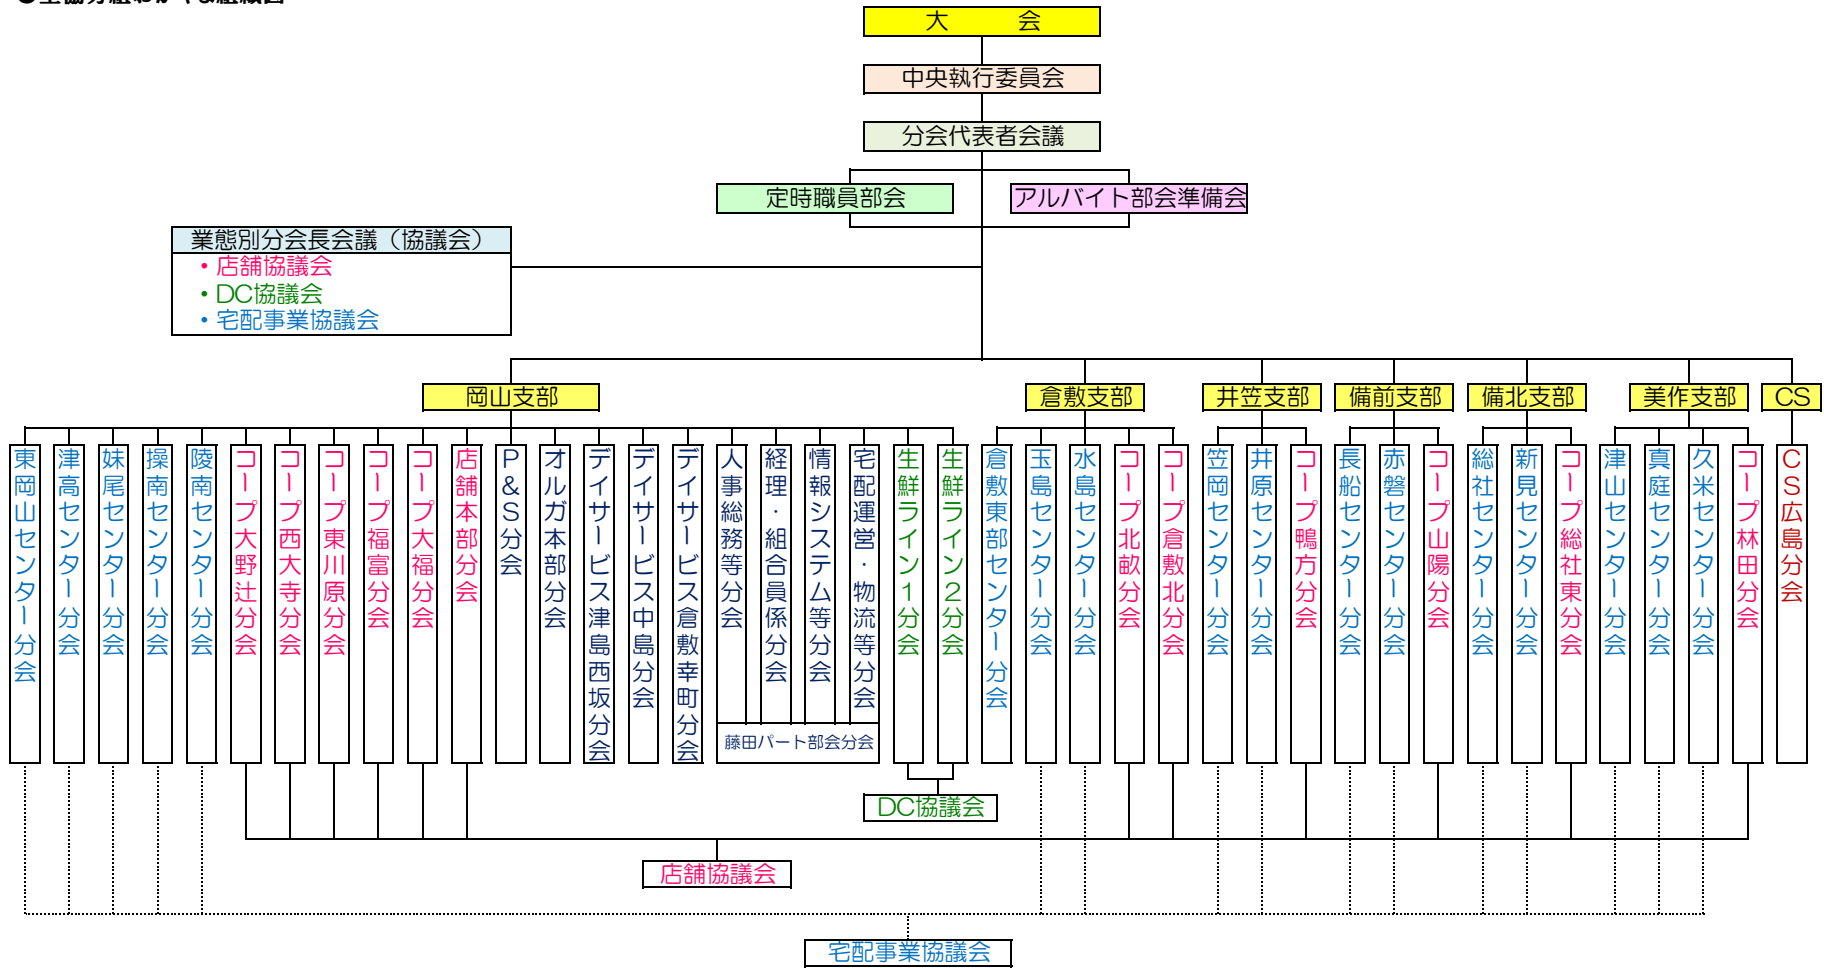 大　　　会
中央執行委員会
分会代表者会議
定時職員部会
アルバイト部会準備会
業態別分会長会議（協議会）
・店舗協議会
・DC協議会
・宅配事業協議会
岡山支部
倉敷支部
井笠支部
備前支部
備北支部
美作支部
CS
東岡山センター分会
津高センター分会
妹尾センター分会
操南センター分会
陵南センター分会
コープ大野辻分会
コープ西大寺分会
コープ東川原分会
コープ福富分会
コープ大福分会
店舗本部分会
P&S分会
オルガ本部分会
デイサービス津島西坂分会
デイサービス中島分会
デイサービス倉敷幸町分会
人事総務等分会
経理・組合員係分会
情報システム等分会
宅配運営・物流等分会
藤田パート部会分会
生鮮ライン1分会
生鮮ライン2分会
倉敷東部センター分会
玉島センター分会
水島センター分会
コープ北畝分会
コープ倉敷北分会
笠岡センター分会
井原センター分会
コープ鴨方分会
長船センター分会
赤磐センター分会
コープ山陽分会
総社センター分会
新見センター分会
コープ総社東分会
津山センター分会
真庭センター分会
久米センター分会
コープ林田分会
CS広島分会
DC協議会
店舗協議会
宅配事業協議会